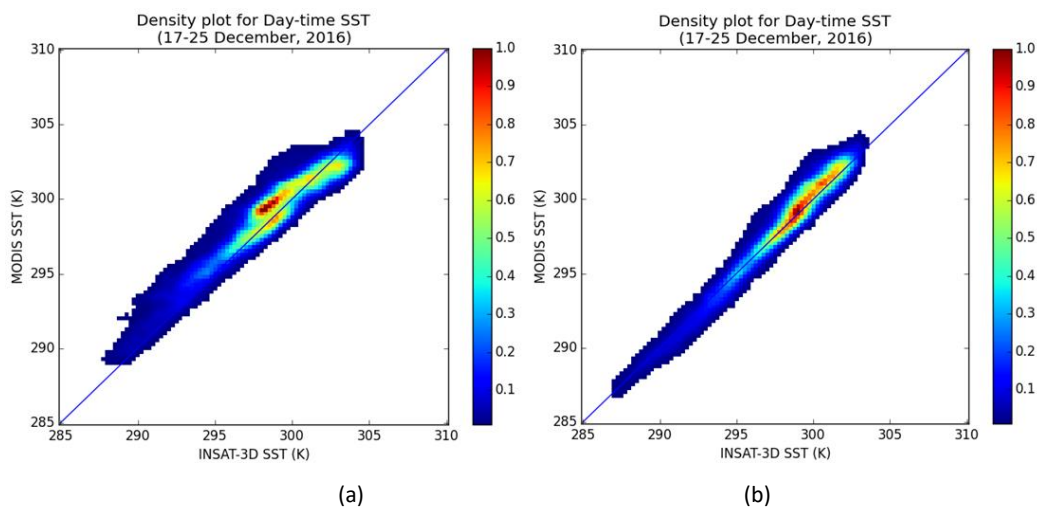 Density plot for Day-time SST
(17-25 December, 2016)
310
305
300
295
290
285
MODIS SST (K)
285 290 295 300 305 310
INSAT-3D SST (K)
1.0
0.9
0.8
0.7
0.6
0.5
0.4
0.3
0.2
0.1
(a)
Density plot for Day-time SST
(17-25 December, 2016)
310
305
300
295
290
285
MODIS SST (K)
285 290 295 300 305 310
INSAT-3D SST (K)
1.0
0.9
0.8
0.7
0.6
0.5
0.4
0.3
0.2
0.1
(b)